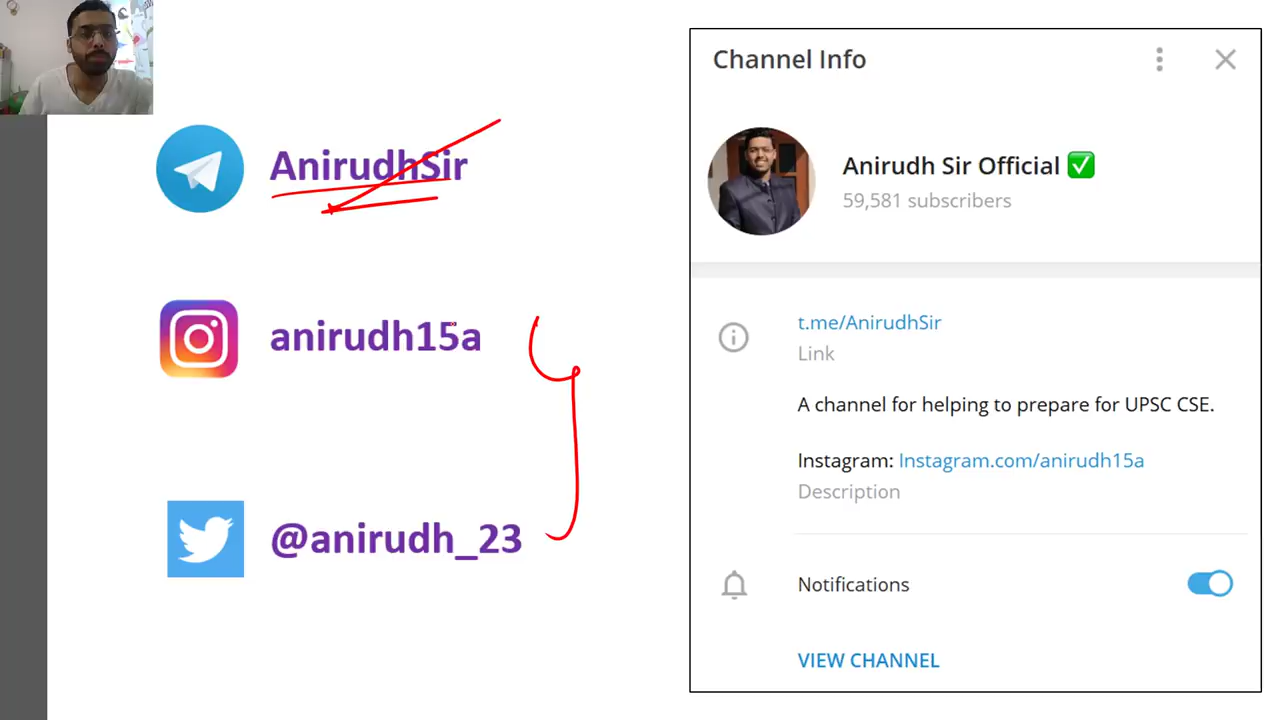 AnirudhSir
anirudh15a
@anirudh_23
Channel Info
Anirudh Sir Official
59,581 subscribers
t.me/AnirudhSir
Link
A channel for helping to prepare for UPSC CSE.
Instagram: Instagram.com/anirudh15a
Description
Notifications
VIEW CHANNEL